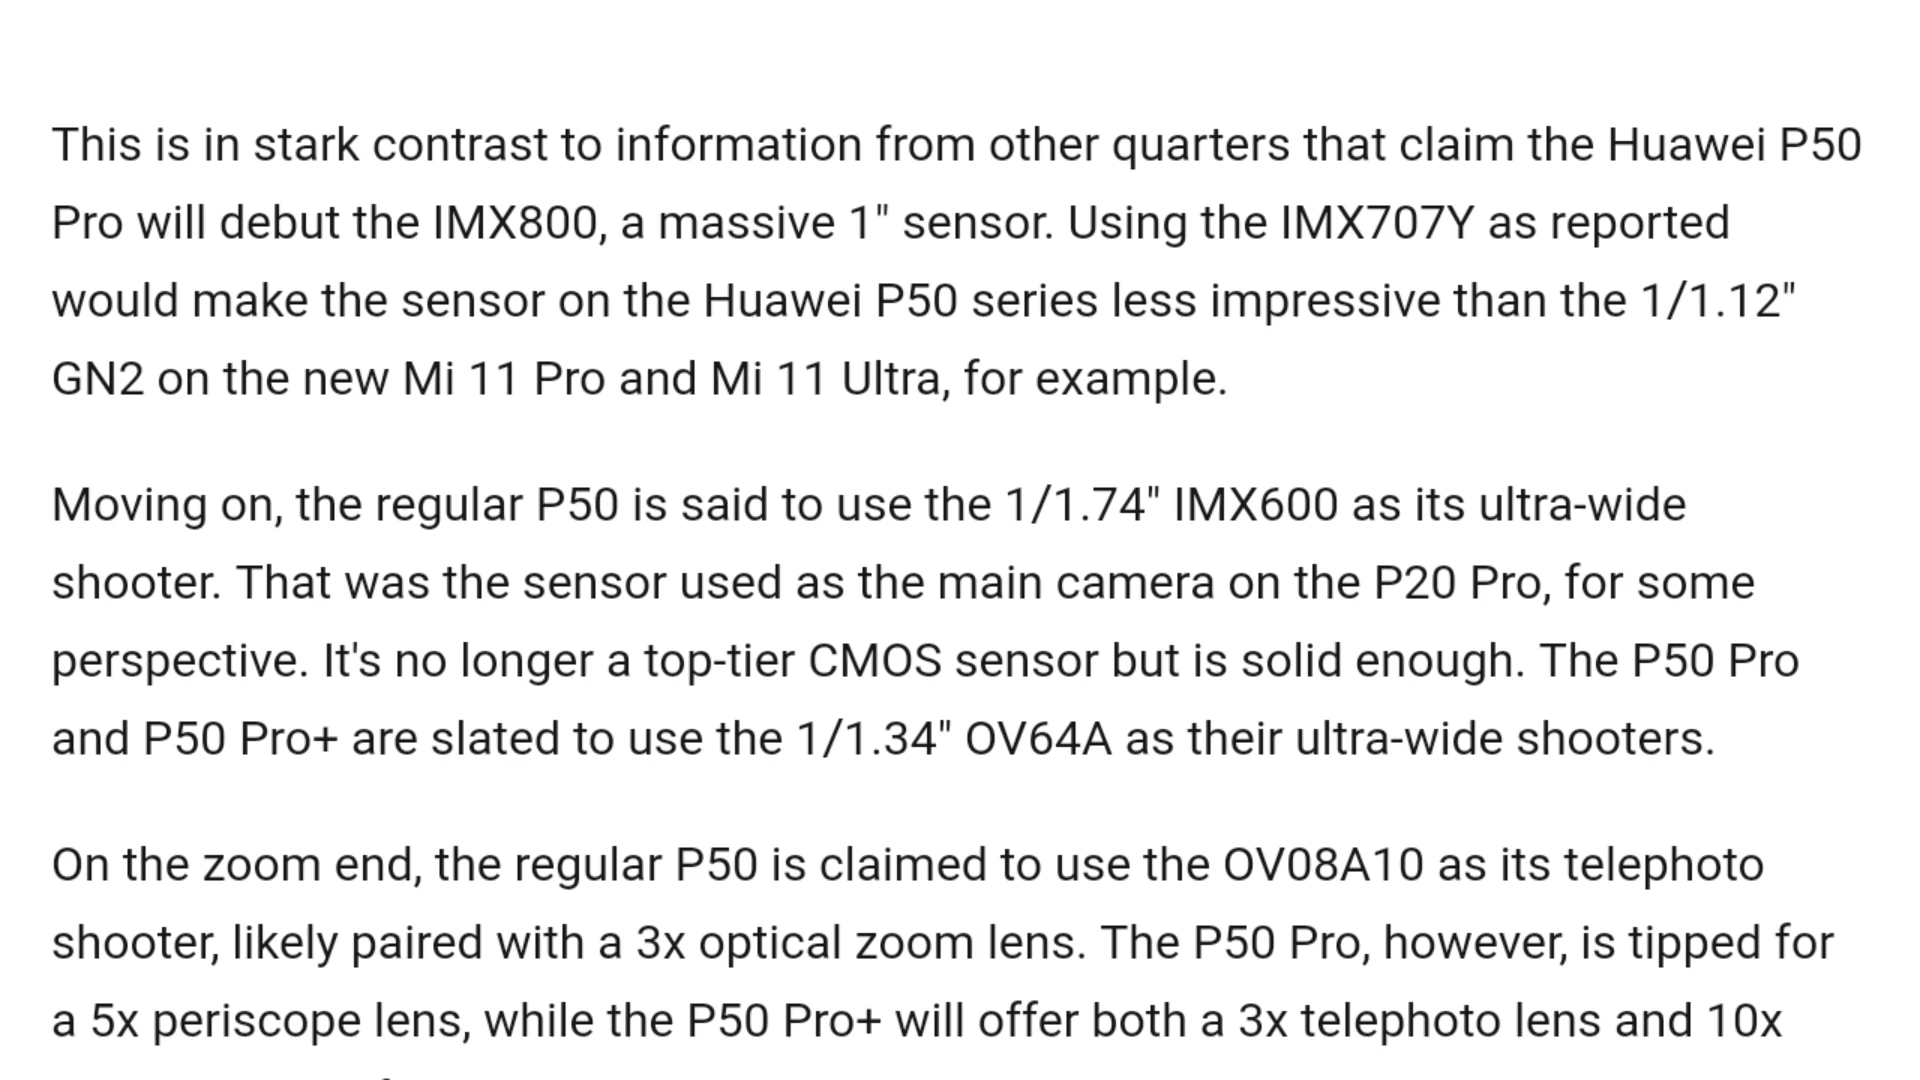 This is in stark contrast to information from other quarters that claim the Huawei P50
Pro will debut the IMX800, a massive 1" sensor. Using the IMX707Y as reported
would make the sensor on the Huawei P50 series less impressive than the 1/1.12"
GN2 on the new Mi 11 Pro and Mi 11 Ultra, for example.
Moving on, the regular P50 is said to use the 1/1.74" IMX600 as its ultra-wide
shooter. That was the sensor used as the main camera on the P20 Pro, for some
perspective. It's no longer a top-tier CMOS sensor but is solid enough. The P50 Pro
and P50 Pro+ are slated to use the 1/1.34" OV64A as their ultra-wide shooters.
On the zoom end, the regular P50 is claimed to use the OV08A10 as its telephoto
shooter, likely paired with a 3x optical zoom lens. The P50 Pro, however, is tipped for
a 5x periscope lens, while the P50 Pro+ will offer both a 3x telephoto lens and 10x